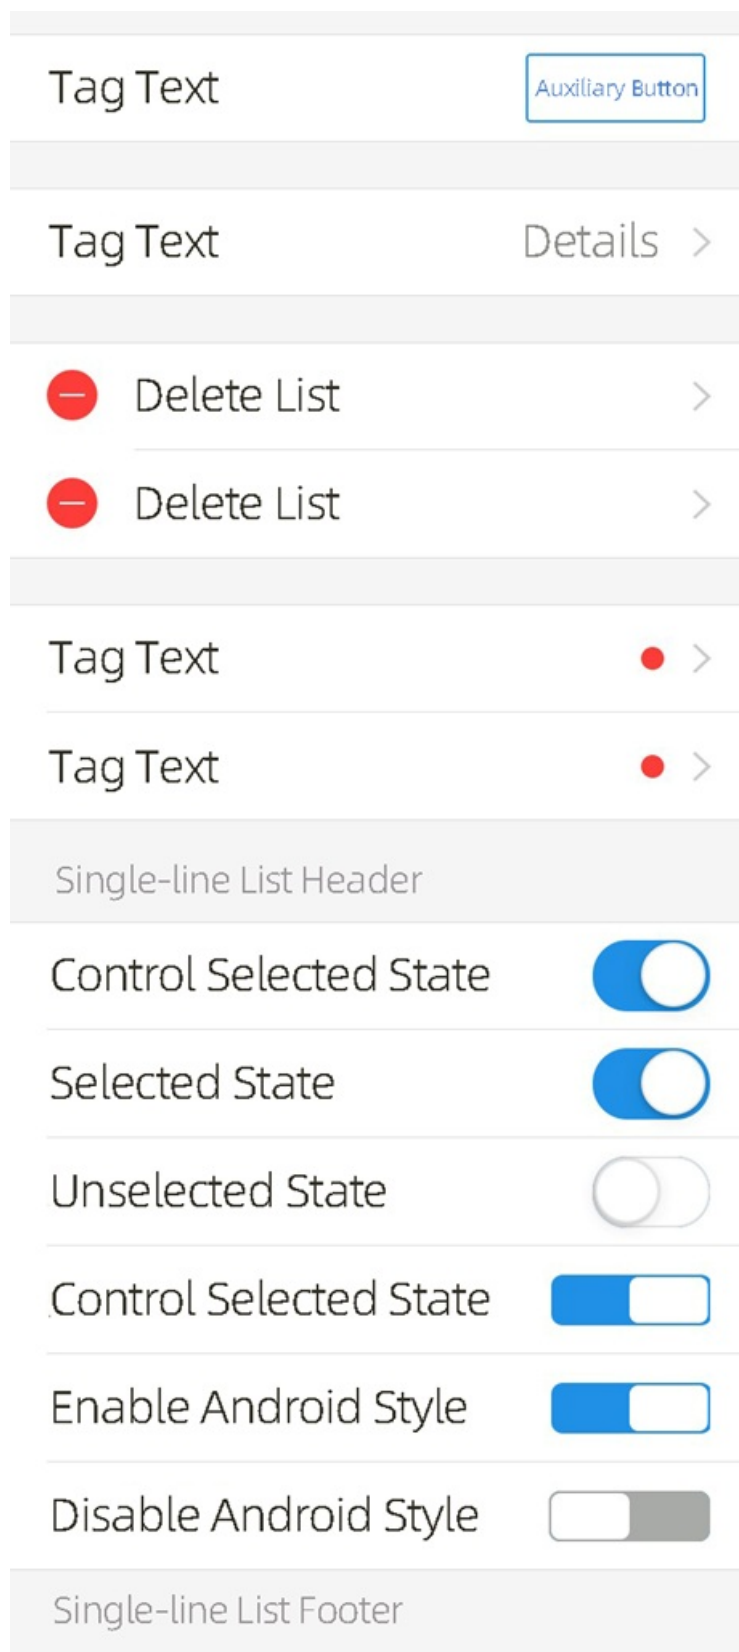 Tag Text
Auxiliary Button
Tag Text
Details
Delete List
Delete List
Tag Text
Tag Text
Single-line List Header
Control Selected State
Selected State
Unselected State
Control Selected State
Enable Android Style
Disable Android Style
Single-line List Footer